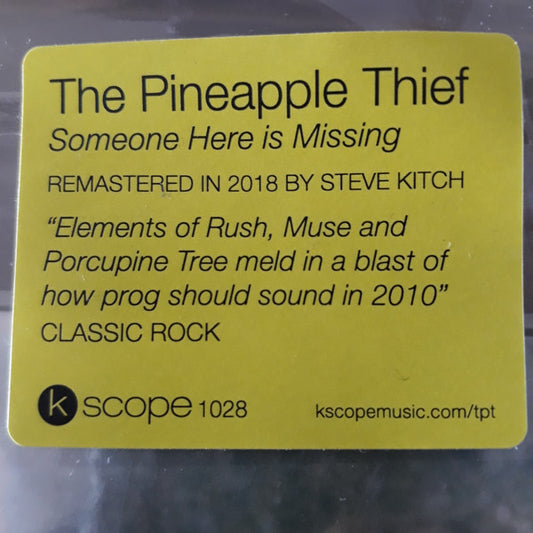 The Pineapple Thief
Someone Here is Missing
REMASTERED IN 2018 BY STEVE KITCH
“Elements of Rush, Muse and
Porcupine Tree meld in a blast of
how prog should sound in 2010”
CLASSIC ROCK
kscope 1028 kscopemusic.com/tpt